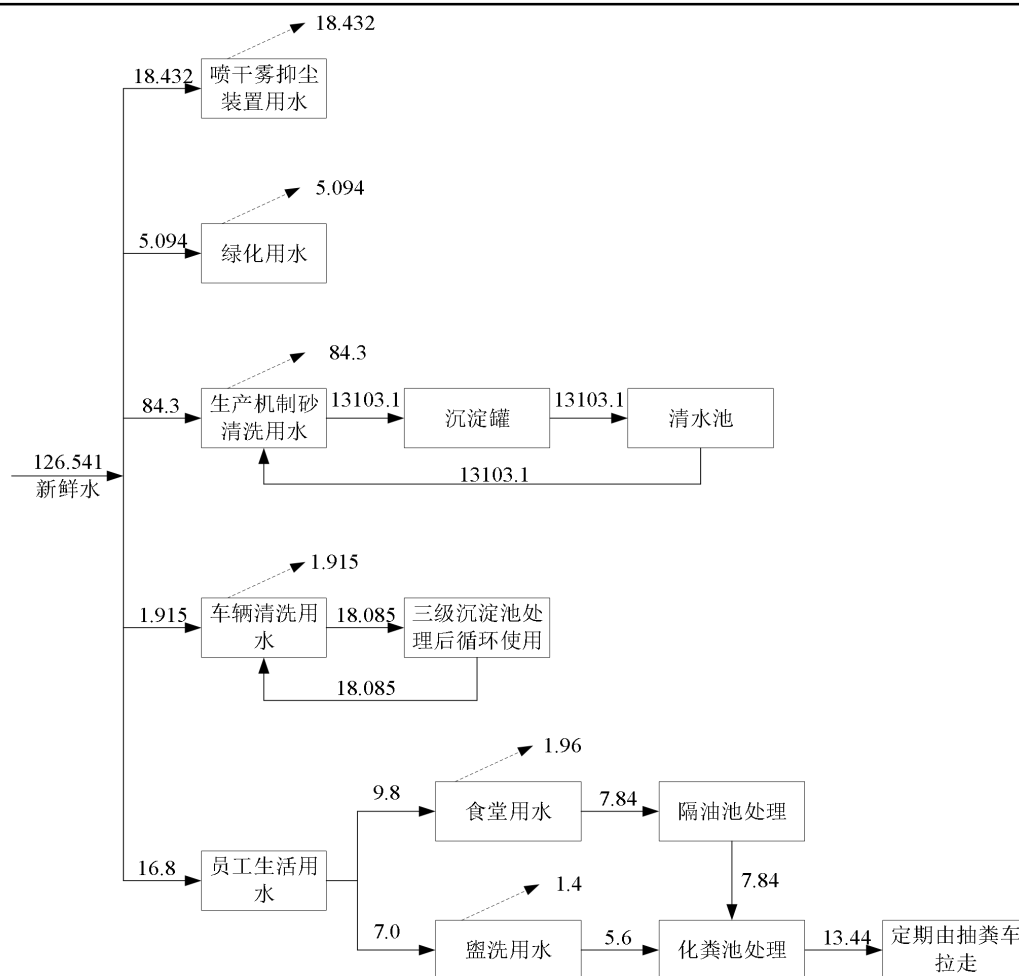 18.432
18.432
喷干雾抑尘
装置用水
5.094
5.094
绿化用水
84.3
84.3
生产机制砂
清洗用水
13103.1
沉淀罐
13103.1
清水池
13103.1
126.541
新鲜水
1.915
1.915
车辆清洗用
水
18.085
三级沉淀池处
理后循环使用
18.085
16.8
员工生活用
水
9.8
1.96
食堂用水
7.84
隔油池处理
7.84
7.0
1.4
盥洗用水
5.6
化粪池处理
13.44
定期由抽粪车
拉走